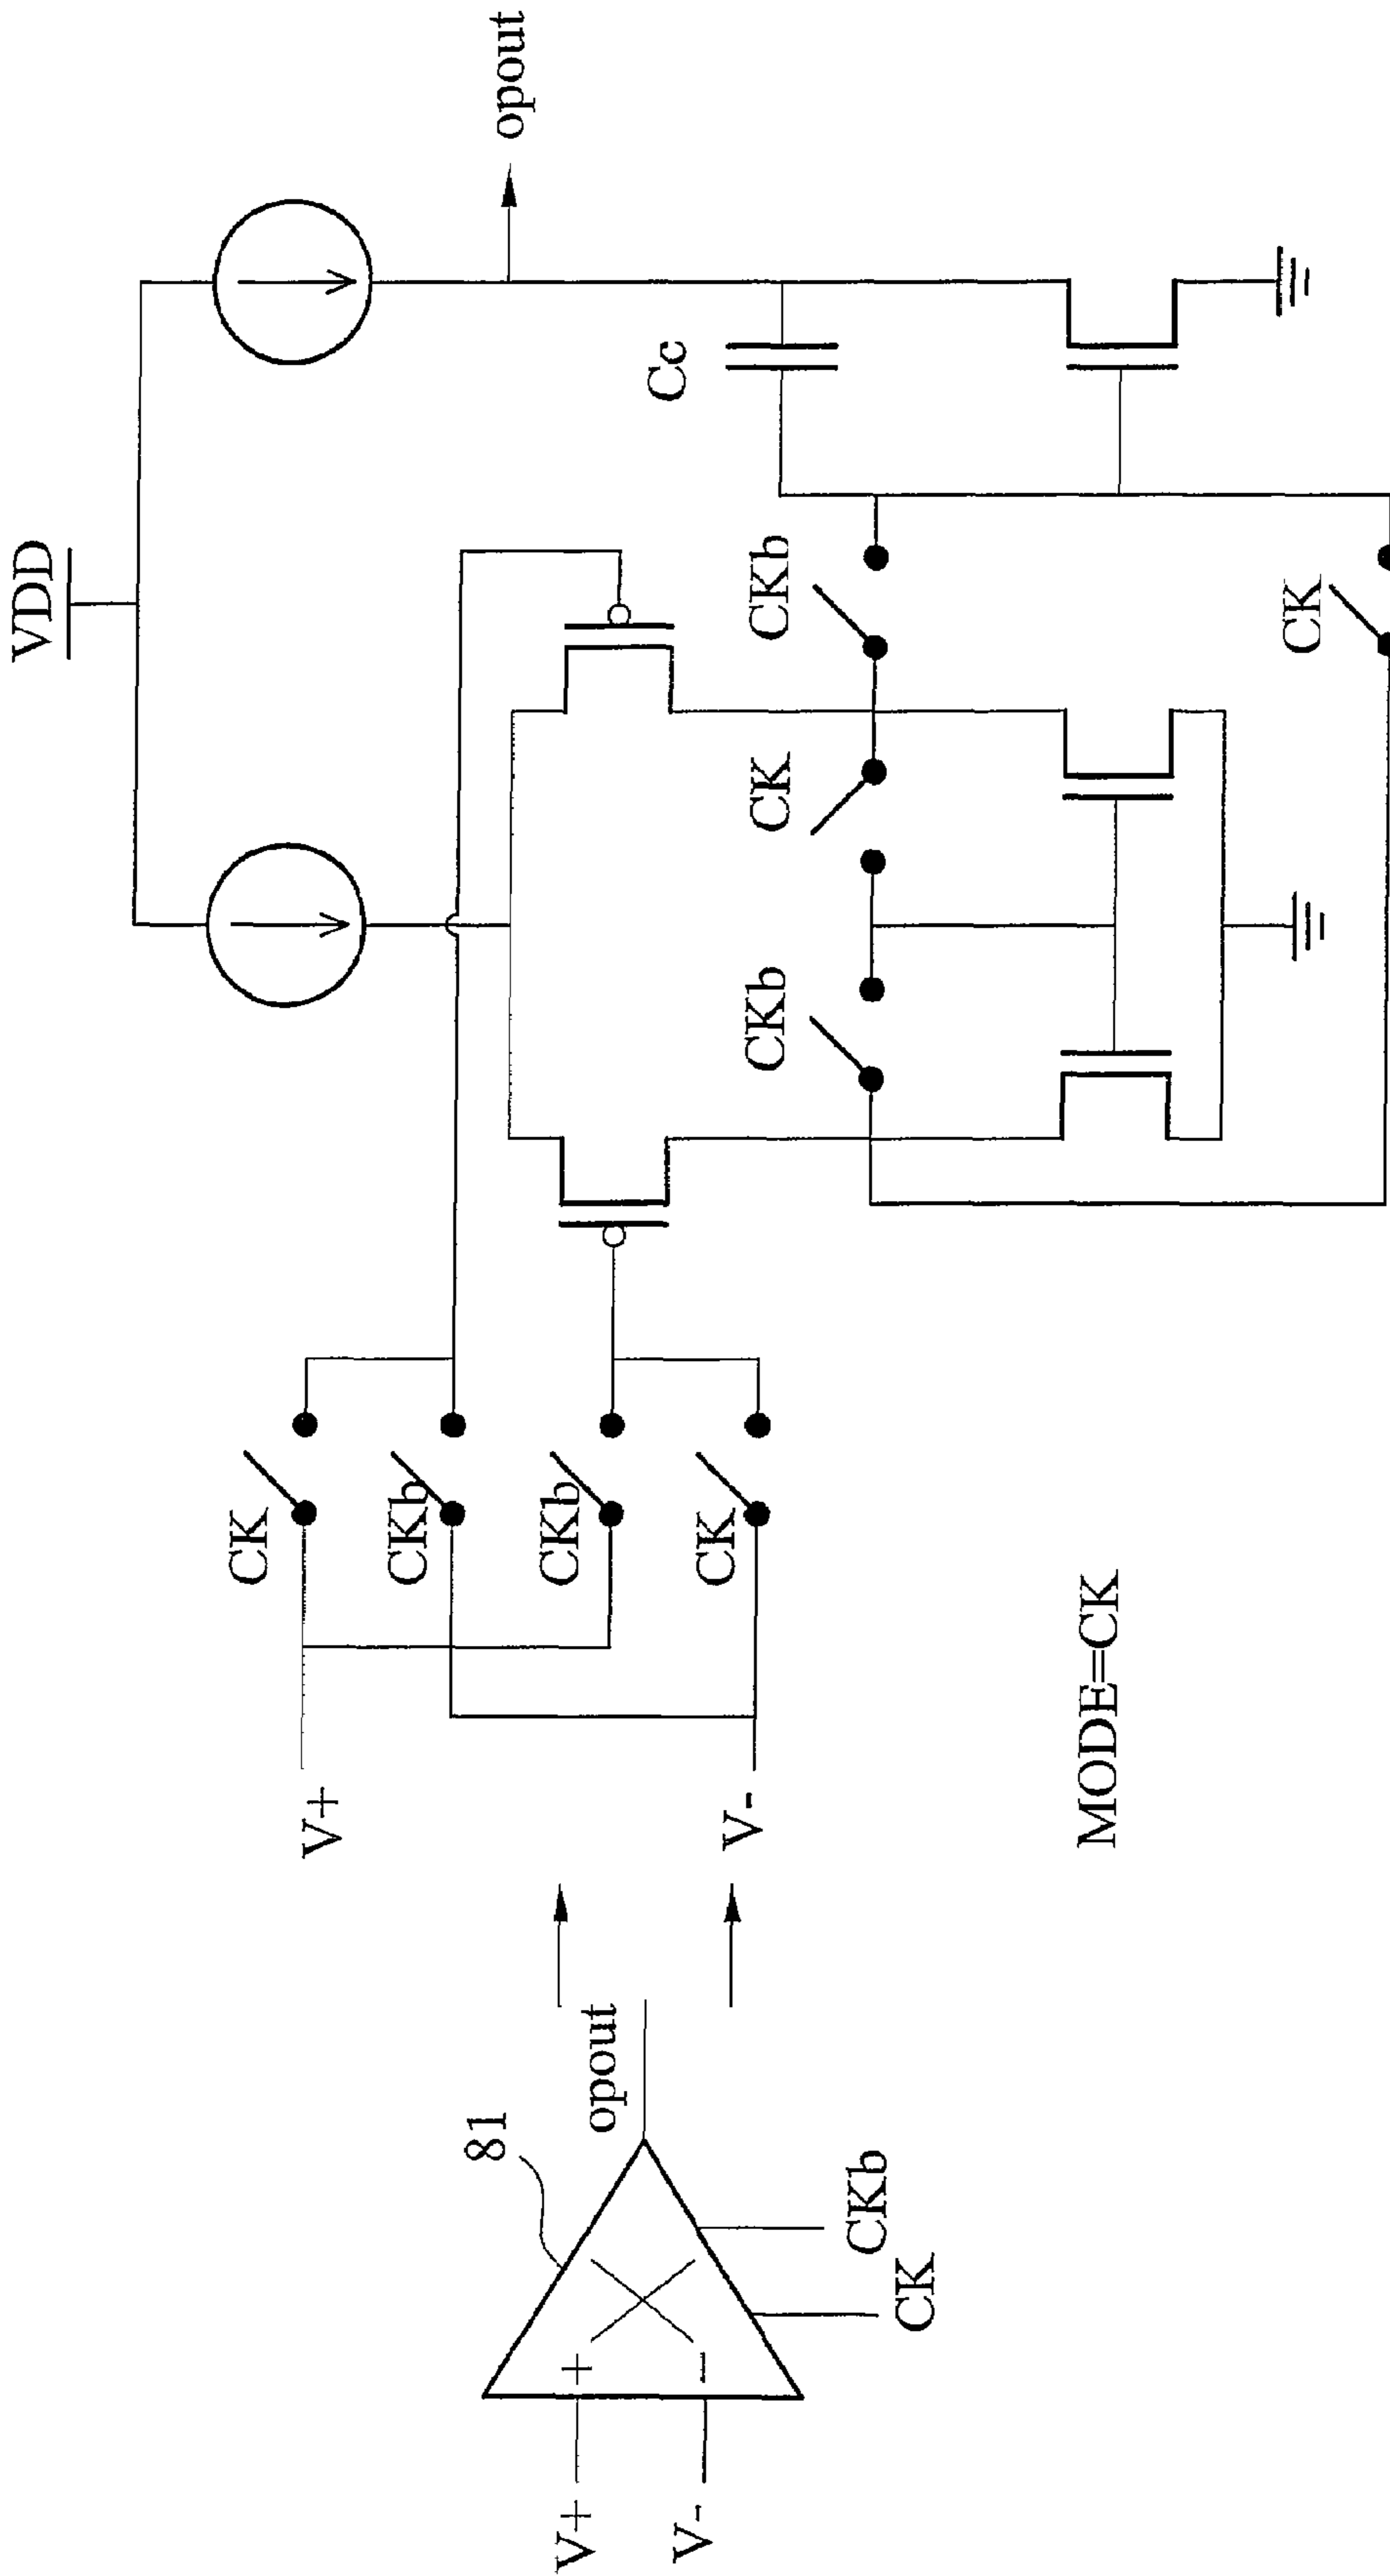 VDD
opout
Cc
CK
CKb
CKb
CK
V+
V-
CKb
CK
CKb
CK
81
opout
V+
V-
+
-
CK
CKb
MODE=CK